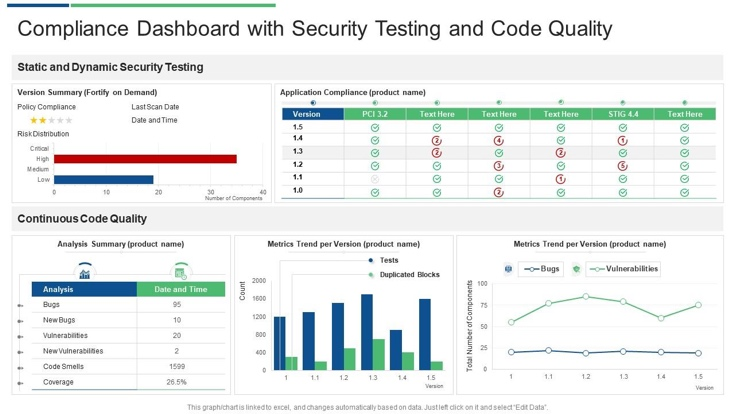 Compliance Dashboard with Security Testing and Code Quality
Static and Dynamic Security Testing
Version Summary (Fortify on Demand)
Policy Compliance Last Scan Date
Date and Time
Risk Distribution
Critical
High
Medium
Low
0 10 20 30 40
Number of Components
Application Compliance (product name)
Version PCI 3.2 Text Here Text Here Text Here STIG 4.4 Text Here
1.5
1.4 2 4 1
1.3 2 2
1.2 3 5
1.1 1
1.0 2
Continuous Code Quality
Analysis Summary (product name)
Analysis Date and Time
Bugs 95
New Bugs 10
Vulnerabilities 20
New Vulnerabilities 2
Code Smells 1599
Coverage 26.5%
Metrics Trend per Version (product name)
Tests
Duplicated Blocks
Count
2000
1600
1200
800
400
0
1 1.1 1.2 1.3 1.4 1.5
Version
Metrics Trend per Version (product name)
Bugs Vulnerabilities
Total Number of Components
100
75
50
25
0
1 1.1 1.2 1.3 1.4 1.5
Version
This graph/chart is linked to excel, and changes automatically based on data. Just left click on it and select “Edit Data”.